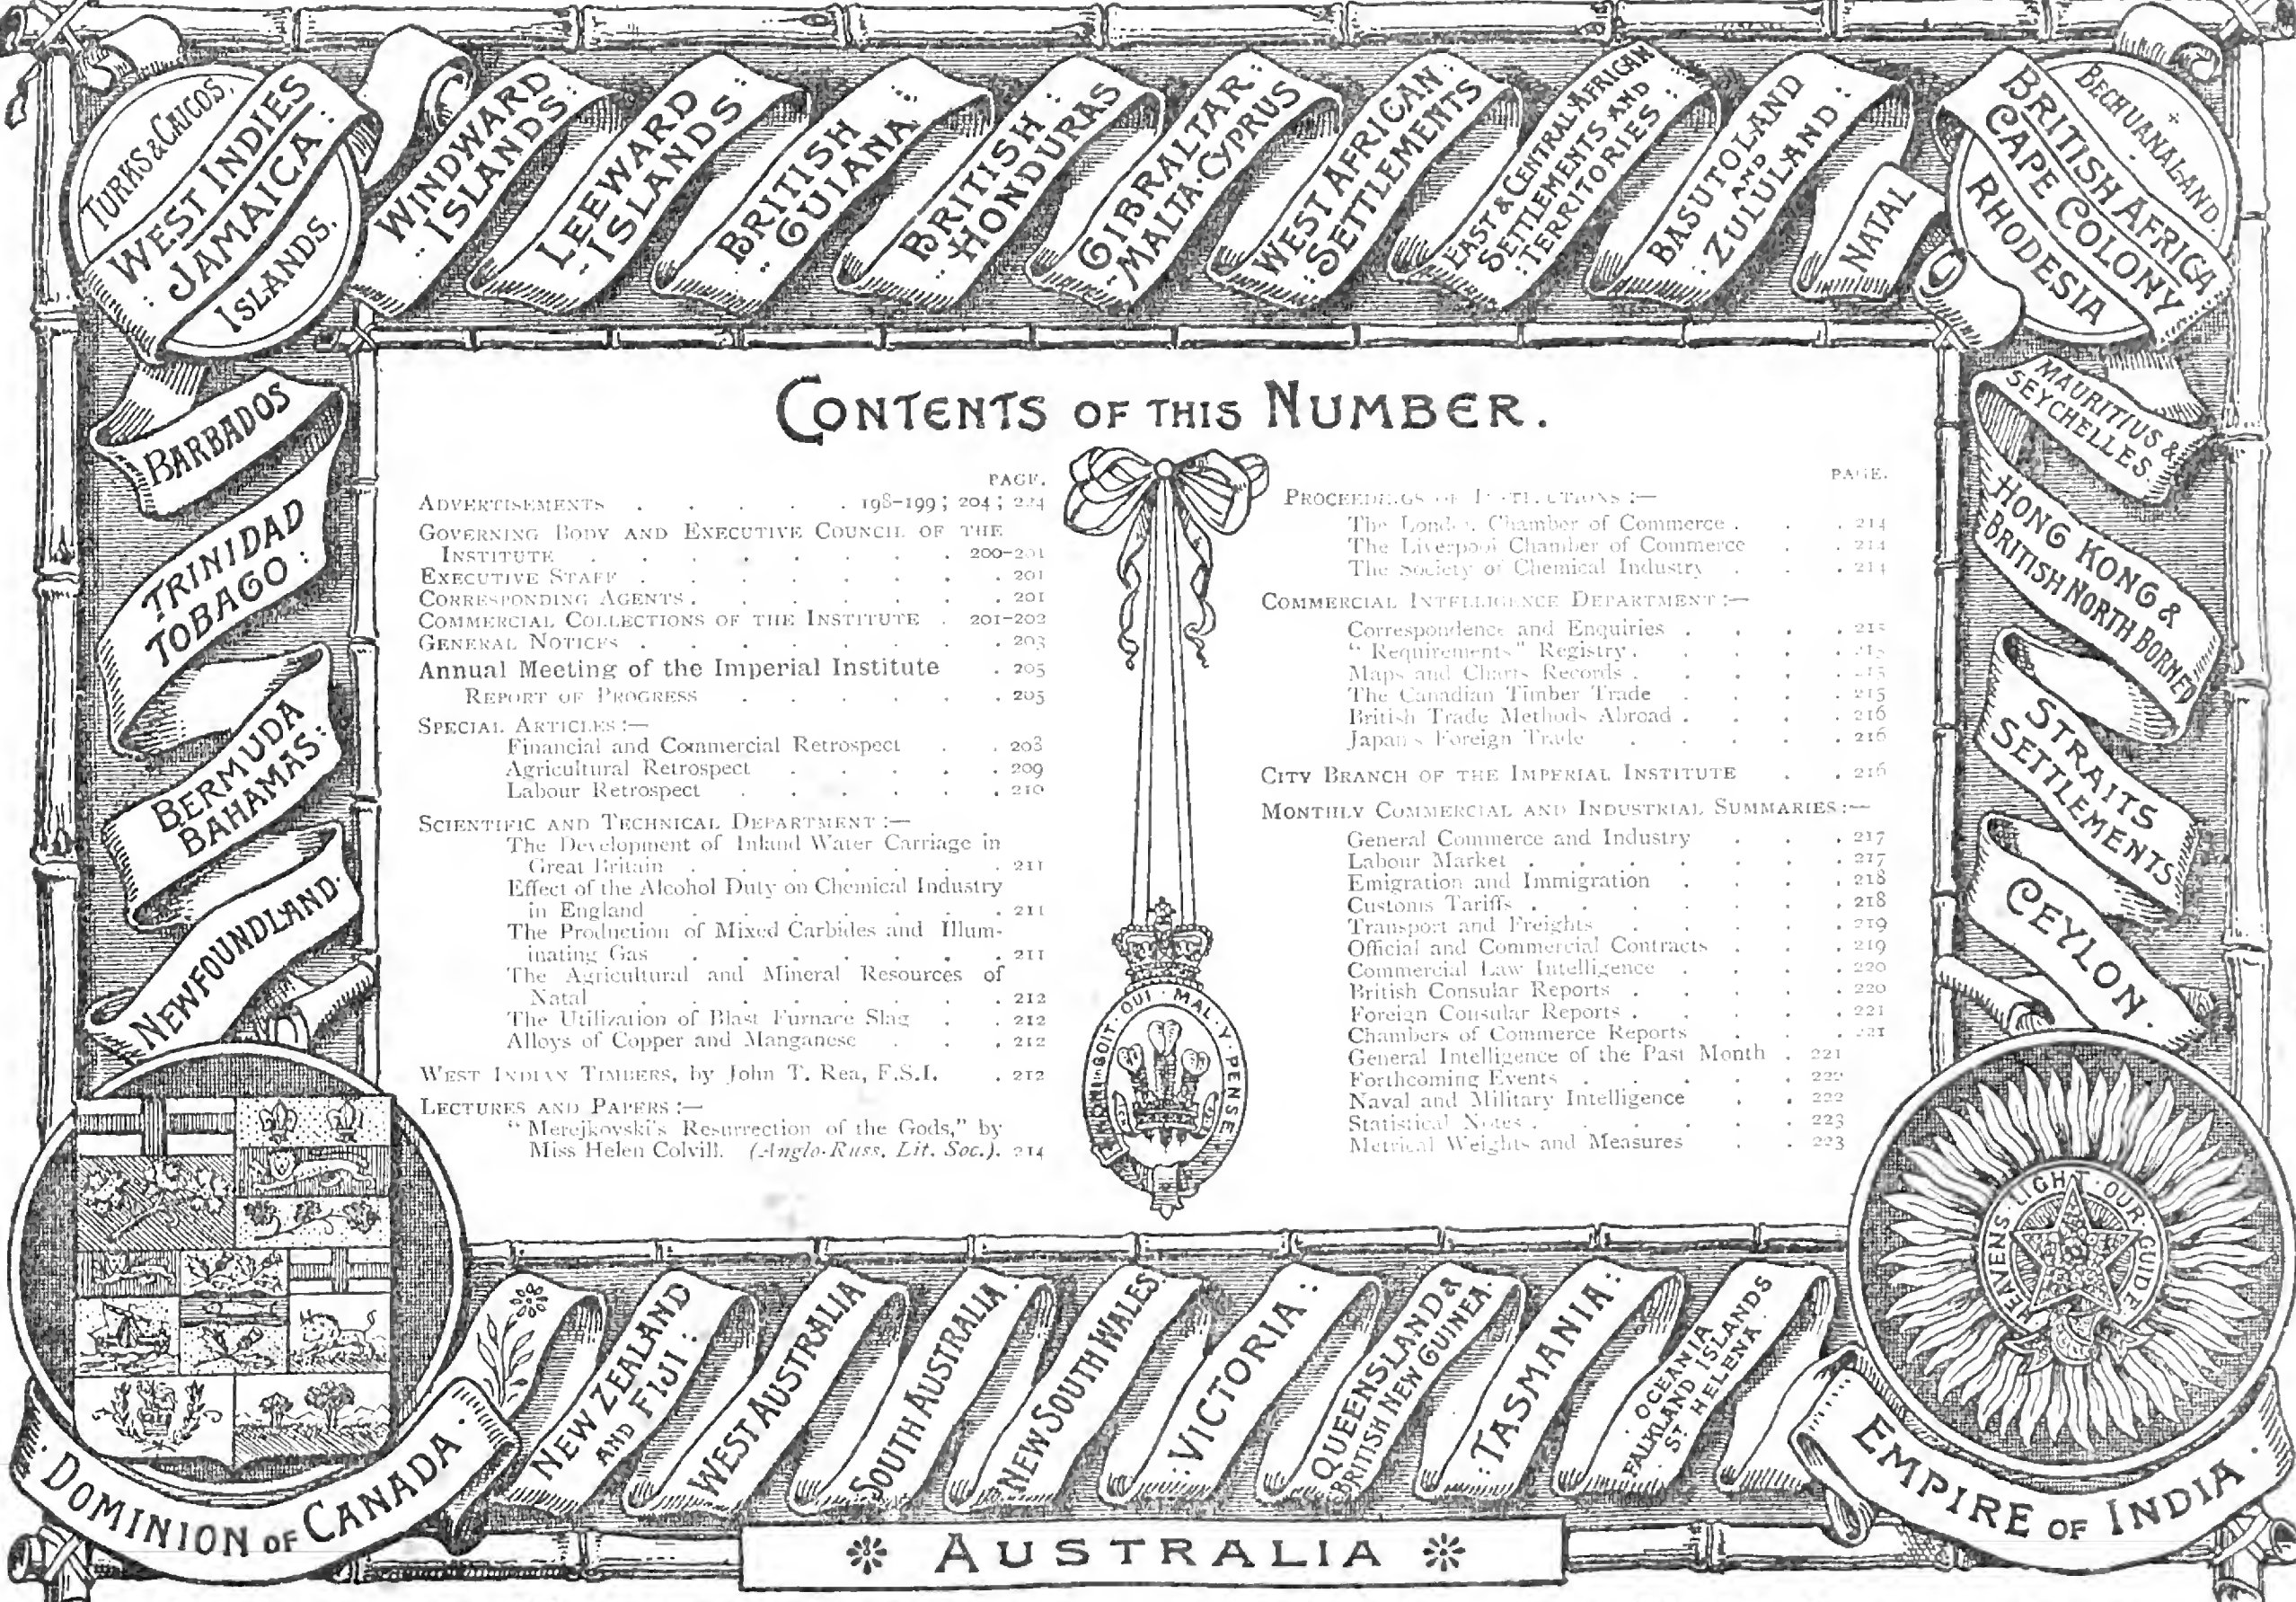 TURKS & CAICOS.
WEST INDIES
JAMAICA :
ISLANDS.
WINDWARD
ISLANDS :
LEEWARD
ISLANDS :
BRITISH
GUIANA
BRITISH
HONDURAS
GIBRALTAR :
MALTA · CYPRUS
WEST AFRICAN
SETTLEMENTS
EAST & CENTRAL AFRICAN
SETTLEMENTS AND
TERRITORIES :
BASUTOLAND
AND
ZULULAND :
NATAL
BECHUANALAND.
BRITISH AFRICA
CAPE COLONY
RHODESIA
BARBADOS
TRINIDAD
TOBAGO :
BERMUDA
BAHAMAS :
NEWFOUNDLAND.
MAURITIUS &
SEYCHELLES
HONG KONG &
BRITISH NORTH BORNEO
STRAITS
SETTLEMENTS
CEYLON.
CONTENTS OF THIS NUMBER.
PAGE.
ADVERTISEMENTS . . . . . 198-199; 204; 224
GOVERNING BODY AND EXECUTIVE COUNCIL OF THE
INSTITUTE . . . . . . . . 200-201
EXECUTIVE STAFF . . . . . . . 201
CORRESPONDING AGENTS . . . . . . . 201
COMMERCIAL COLLECTIONS OF THE INSTITUTE . 201-202
GENERAL NOTICES . . . . . . . . 203
Annual Meeting of the Imperial Institute . 205
REPORT OF PROGRESS . . . . . . 205
SPECIAL ARTICLES :—
Financial and Commercial Retrospect . . 208
Agricultural Retrospect . . . . . 209
Labour Retrospect . . . . . . 210
SCIENTIFIC AND TECHNICAL DEPARTMENT :—
The Development of Inland Water Carriage in
Great Britain . . . . . . . 211
Effect of the Alcohol Duty on Chemical Industry
in England . . . . . . . 211
The Production of Mixed Carbides and Illum-
inating Gas . . . . . . . 211
The Agricultural and Mineral Resources of
Natal . . . . . . . . 212
The Utilization of Blast Furnace Slag . . 212
Alloys of Copper and Manganese . . . 212
WEST INDIAN TIMBERS, by John T. Rea, F.S.I. . 212
LECTURES AND PAPERS :—
" Merejkovski's Resurrection of the Gods," by
Miss Helen Colvill. (Anglo-Russ. Lit. Soc.). 214
PAGE.
PROCEEDINGS OF INSTITUTIONS :—
The London Chamber of Commerce . . . 214
The Liverpool Chamber of Commerce . . 214
The Society of Chemical Industry . . . 214
COMMERCIAL INTELLIGENCE DEPARTMENT :—
Correspondence and Enquiries . . . . 215
" Requirements " Registry . . . . . 215
Maps and Charts Records . . . . . 215
The Canadian Timber Trade . . . . 215
British Trade Methods Abroad . . . . 216
Japan's Foreign Trade . . . . . 216
CITY BRANCH OF THE IMPERIAL INSTITUTE . . 216
MONTHLY COMMERCIAL AND INDUSTRIAL SUMMARIES :—
General Commerce and Industry . . . 217
Labour Market . . . . . . . 217
Emigration and Immigration . . . . 218
Customs Tariffs . . . . . . . 218
Transport and Freights . . . . . 219
Official and Commercial Contracts . . . 219
Commercial Law Intelligence . . . . 220
British Consular Reports . . . . . 220
Foreign Consular Reports . . . . . 221
Chambers of Commerce Reports . . . 221
General Intelligence of the Past Month . 221
Forthcoming Events . . . . . 222
Naval and Military Intelligence . . 222
Statistical Notes . . . . . . 223
Metrical Weights and Measures . . 223
HONI · SOIT · QUI · MAL · Y · PENSE
HEAVENS · LIGHT · OUR · GUIDE
· DOMINION OF CANADA ·
NEW ZEALAND
AND FIJI :
WEST AUSTRALIA
SOUTH AUSTRALIA.
NEW SOUTH WALES.
: VICTORIA :
QUEENSLAND &
BRITISH NEW GUINEA.
: TASMANIA :
· OCEANIA
FALKLAND ISLANDS
ST HELENA ·
EMPIRE OF INDIA ·
AUSTRALIA